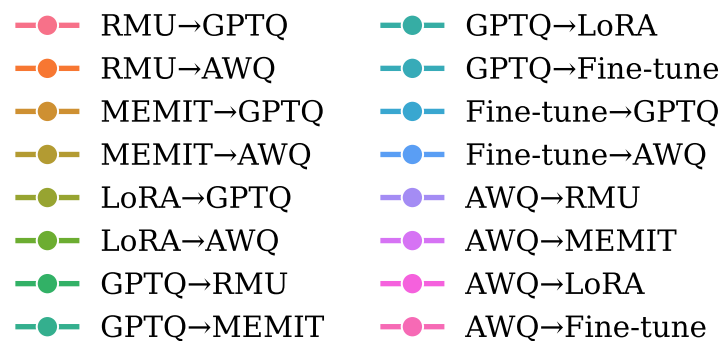 RMU→GPTQ
RMU→AWQ
MEMIT→GPTQ
MEMIT→AWQ
LoRA→GPTQ
LoRA→AWQ
GPTQ→RMU
GPTQ→MEMIT
GPTQ→LoRA
GPTQ→Fine-tune
Fine-tune→GPTQ
Fine-tune→AWQ
AWQ→RMU
AWQ→MEMIT
AWQ→LoRA
AWQ→Fine-tune